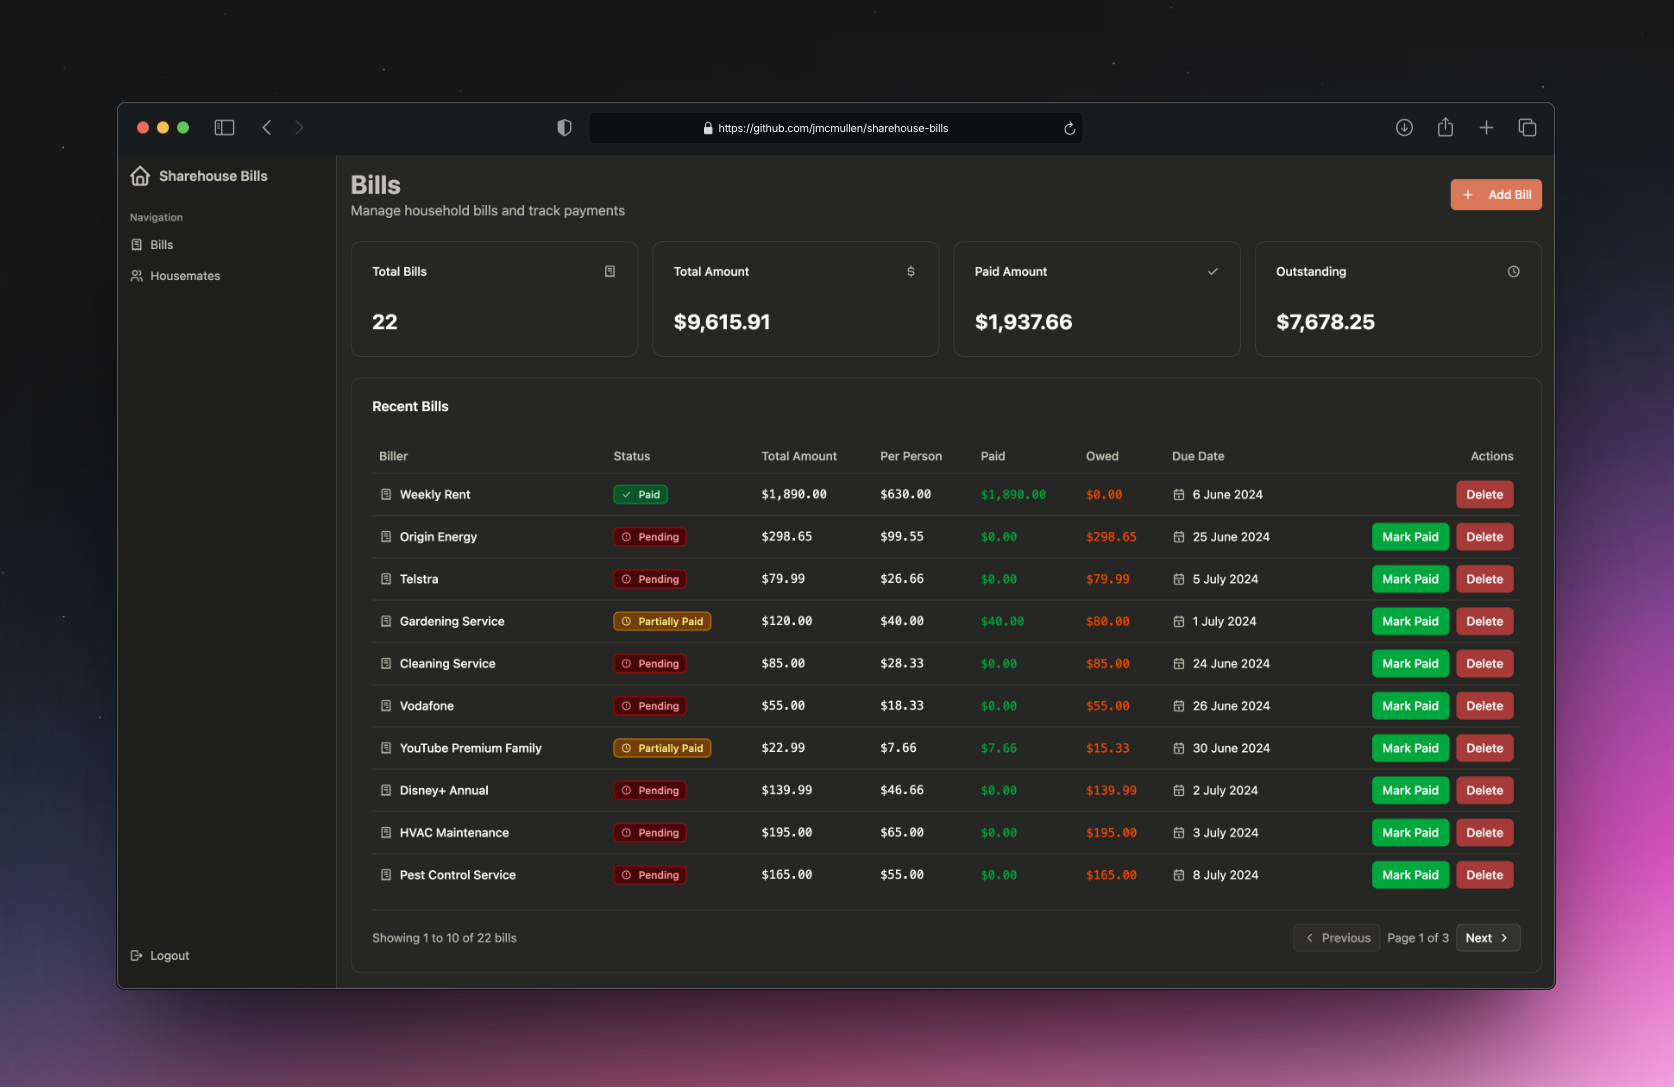 https://github.com/jmcmullen/sharehouse-bills
Sharehouse Bills
Navigation
Bills
Housemates
Logout
Bills
Manage household bills and track payments
+ Add Bill
Total Bills
22
Total Amount $
$9,615.91
Paid Amount
$1,937.66
Outstanding
$7,678.25
Recent Bills
Biller Status Total Amount Per Person Paid Owed Due Date Actions
Weekly Rent Paid $1,890.00 $630.00 $1,890.00 $0.00 6 June 2024 Delete
Origin Energy Pending $298.65 $99.55 $0.00 $298.65 25 June 2024 Mark Paid Delete
Telstra Pending $79.99 $26.66 $0.00 $79.99 5 July 2024 Mark Paid Delete
Gardening Service Partially Paid $120.00 $40.00 $40.00 $80.00 1 July 2024 Mark Paid Delete
Cleaning Service Pending $85.00 $28.33 $0.00 $85.00 24 June 2024 Mark Paid Delete
Vodafone Pending $55.00 $18.33 $0.00 $55.00 26 June 2024 Mark Paid Delete
YouTube Premium Family Partially Paid $22.99 $7.66 $7.66 $15.33 30 June 2024 Mark Paid Delete
Disney+ Annual Pending $139.99 $46.66 $0.00 $139.99 2 July 2024 Mark Paid Delete
HVAC Maintenance Pending $195.00 $65.00 $0.00 $195.00 3 July 2024 Mark Paid Delete
Pest Control Service Pending $165.00 $55.00 $0.00 $165.00 8 July 2024 Mark Paid Delete
Showing 1 to 10 of 22 bills Previous Page 1 of 3 Next